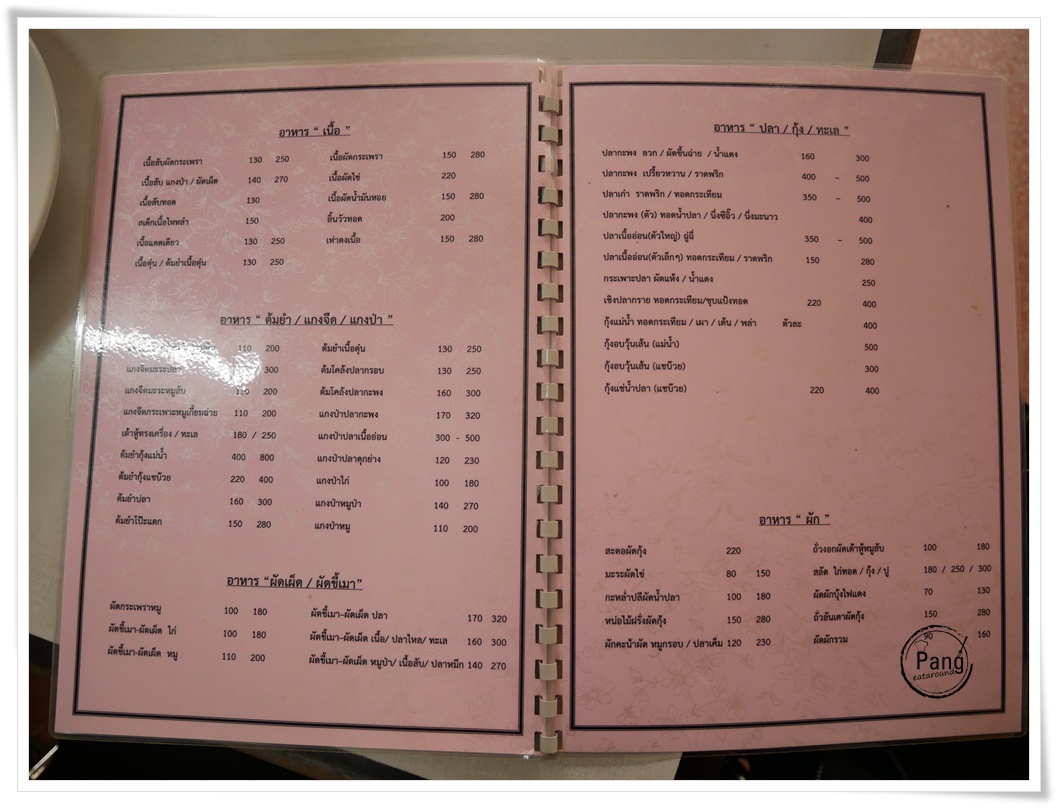 อาหาร “ เนื้อ ”
เนื้อสับผัดกระเพรา 130 250
เนื้อสับ แกงป่า / ผัดเผ็ด 140 270
เนื้อสับทอด 130
สเต็กเนื้อไหหลำ 150
เนื้อแดดเดียว 130 250
เนื้อตุ๋น / ต้มยำเนื้อตุ๋น 130 250
เนื้อผัดกระเพรา 150 280
เนื้อผัดไข่ 220
เนื้อผัดน้ำมันหอย 150 280
ลิ้นวัวทอด 200
เห่าดงเนื้อ 150 280
อาหาร “ ต้มยำ / แกงจืด / แกงป่า ”
110 200
แกงจืดมะระปลา 300
แกงจืดมะระหมูสับ 110 200
แกงจืดกระเพาะหมูเกี้ยมฉ่าย 110 200
เต้าหู้ทรงเครื่อง / ทะเล 180 / 250
ต้มยำกุ้งแม่น้ำ 400 800
ต้มยำกุ้งแชบ๊วย 220 400
ต้มยำปลา 160 300
ต้มยำโป๊ะแตก 150 280
ต้มยำเนื้อตุ๋น 130 250
ต้มโคล้งปลากรอบ 130 250
ต้มโคล้งปลากะพง 160 300
แกงป่าปลากะพง 170 320
แกงป่าปลาเนื้ออ่อน 300 - 500
แกงป่าปลาดุกย่าง 120 230
แกงป่าไก่ 100 180
แกงป่าหมูป่า 140 270
แกงป่าหมู 110 200
อาหาร “ผัดเผ็ด / ผัดขี้เมา”
ผัดกระเพราหมู 100 180
ผัดขี้เมา-ผัดเผ็ด ไก่ 100 180
ผัดขี้เมา-ผัดเผ็ด หมู 110 200
ผัดขี้เมา-ผัดเผ็ด ปลา 170 320
ผัดขี้เมา-ผัดเผ็ด เนื้อ/ ปลาไหล/ ทะเล 160 300
ผัดขี้เมา-ผัดเผ็ด หมูป่า/ เนื้อสับ/ ปลาหมึก 140 270
อาหาร “ ปลา / กุ้ง / ทะเล ”
ปลากะพง ลวก / ผัดขึ้นฉ่าย / น้ำแดง 160 300
ปลากะพง เปรี้ยวหวาน / ราดพริก 400 - 500
ปลาเก๋า ราดพริก / ทอดกระเทียม 350 - 500
ปลากะพง (ตัว) ทอดน้ำปลา / นึ่งซีอิ๊ว / นึ่งมะนาว 400
ปลาเนื้ออ่อน(ตัวใหญ่) ฉู่ฉี่ 350 - 500
ปลาเนื้ออ่อน(ตัวเล็กๆ) ทอดกระเทียม / ราดพริก 150 280
กระเพาะปลา ผัดแห้ง / น้ำแดง 250
เชิงปลากราย ทอดกระเทียม/ชุบแป้งทอด 220 400
กุ้งแม่น้ำ ทอดกระเทียม / เผา / เต้น / พล่า ตัวละ 400
กุ้งอบวุ้นเส้น (แม่น้ำ) 500
กุ้งอบวุ้นเส้น (แชบ๊วย) 300
กุ้งแช่น้ำปลา (แชบ๊วย) 220 400
อาหาร “ ผัก ”
สะตอผัดกุ้ง 220
มะระผัดไข่ 80 150
กะหล่ำปลีผัดน้ำปลา 100 180
หน่อไม้ฝรั่งผัดกุ้ง 150 280
ผักคะน้าผัด หมูกรอบ / ปลาเค็ม 120 230
ถั่วงอกผัดเต้าหู้หมูสับ 100 180
สลัด ไก่ทอด / กุ้ง / ปู 180 / 250 / 300
ผัดผักบุ้งไฟแดง 70 130
ถั่วลันเตาผัดกุ้ง 150 280
ผัดผักรวม 90 160
Pang
eataround